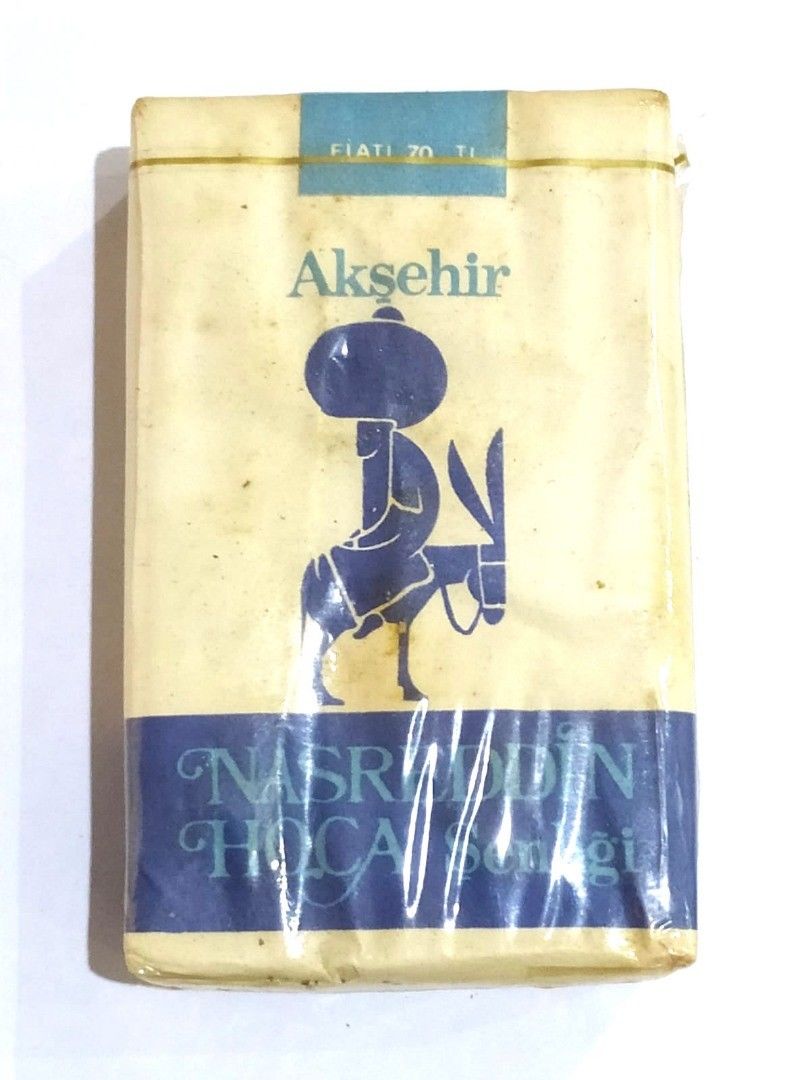 FİATI 70 TL
Akşehir
NASREDDİN
HOCA Şenliği